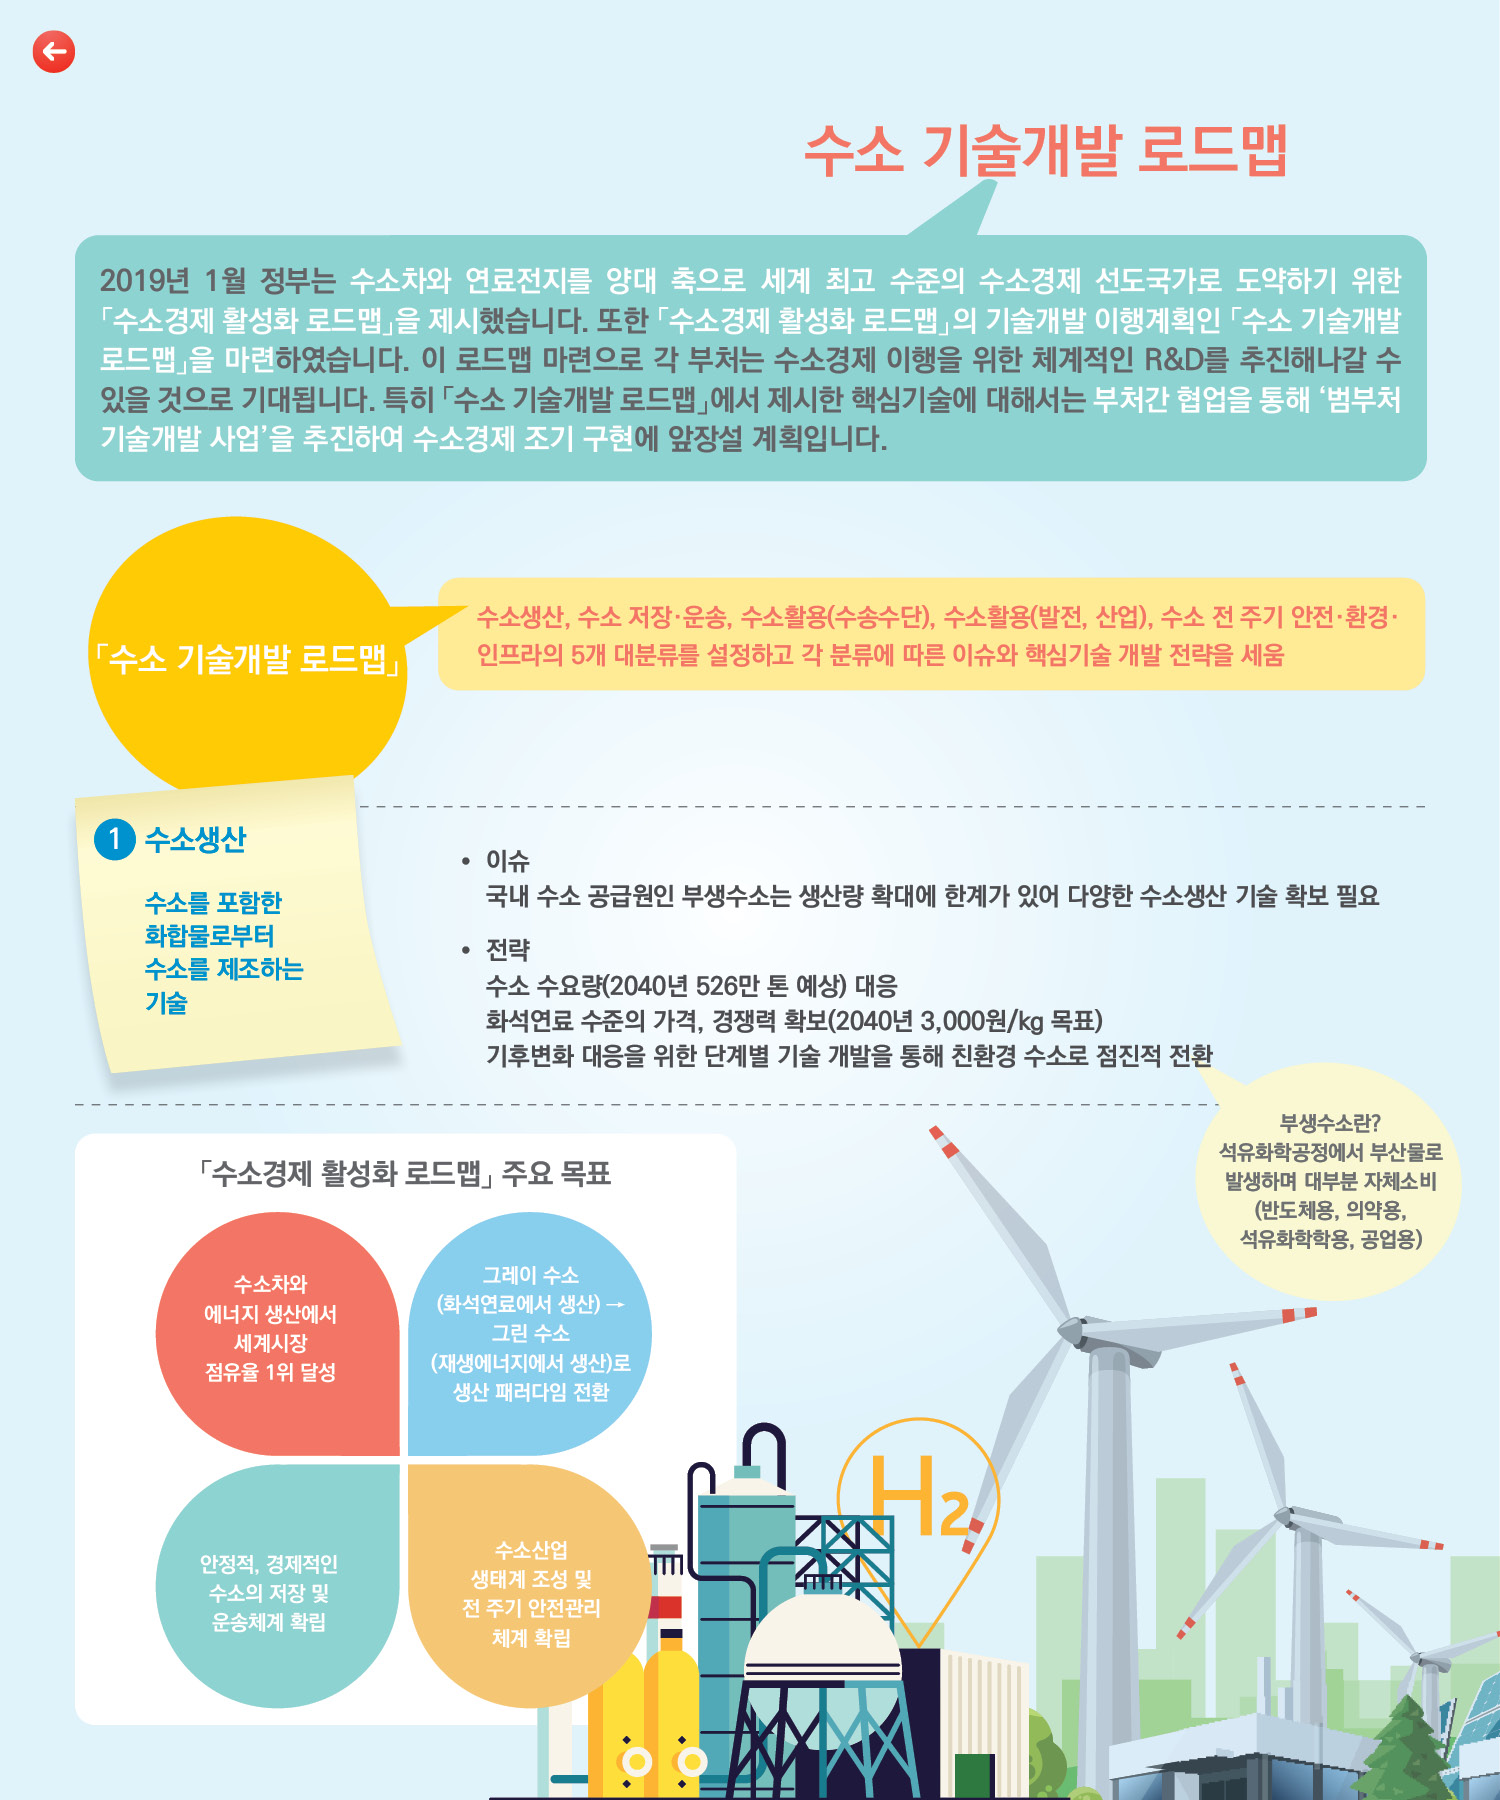 수소 기술개발 로드맵
2019년 1월 정부는 수소차와 연료전지를 양대 축으로 세계 최고 수준의 수소경제 선도국가로 도약하기 위한
「수소경제 활성화 로드맵」을 제시했습니다. 또한 「수소경제 활성화 로드맵」의 기술개발 이행계획인 「수소 기술개발
로드맵」을 마련하였습니다. 이 로드맵 마련으로 각 부처는 수소경제 이행을 위한 체계적인 R&D를 추진해나갈 수
있을 것으로 기대됩니다. 특히 「수소 기술개발 로드맵」에서 제시한 핵심기술에 대해서는 부처간 협업을 통해 ‘범부처
기술개발 사업’을 추진하여 수소경제 조기 구현에 앞장설 계획입니다.
「수소 기술개발 로드맵」
수소생산, 수소 저장·운송, 수소활용(수송수단), 수소활용(발전, 산업), 수소 전 주기 안전·환경·
인프라의 5개 대분류를 설정하고 각 분류에 따른 이슈와 핵심기술 개발 전략을 세움
1 수소생산
수소를 포함한
화합물로부터
수소를 제조하는
기술
• 이슈
국내 수소 공급원인 부생수소는 생산량 확대에 한계가 있어 다양한 수소생산 기술 확보 필요
• 전략
수소 수요량(2040년 526만 톤 예상) 대응
화석연료 수준의 가격, 경쟁력 확보(2040년 3,000원/kg 목표)
기후변화 대응을 위한 단계별 기술 개발을 통해 친환경 수소로 점진적 전환
부생수소란?
석유화학공정에서 부산물로
발생하며 대부분 자체소비
(반도체용, 의약용,
석유화학학용, 공업용)
「수소경제 활성화 로드맵」 주요 목표
수소차와
에너지 생산에서
세계시장
점유율 1위 달성
그레이 수소
(화석연료에서 생산) →
그린 수소
(재생에너지에서 생산)로
생산 패러다임 전환
안정적, 경제적인
수소의 저장 및
운송체계 확립
수소산업
생태계 조성 및
전 주기 안전관리
체계 확립
H2